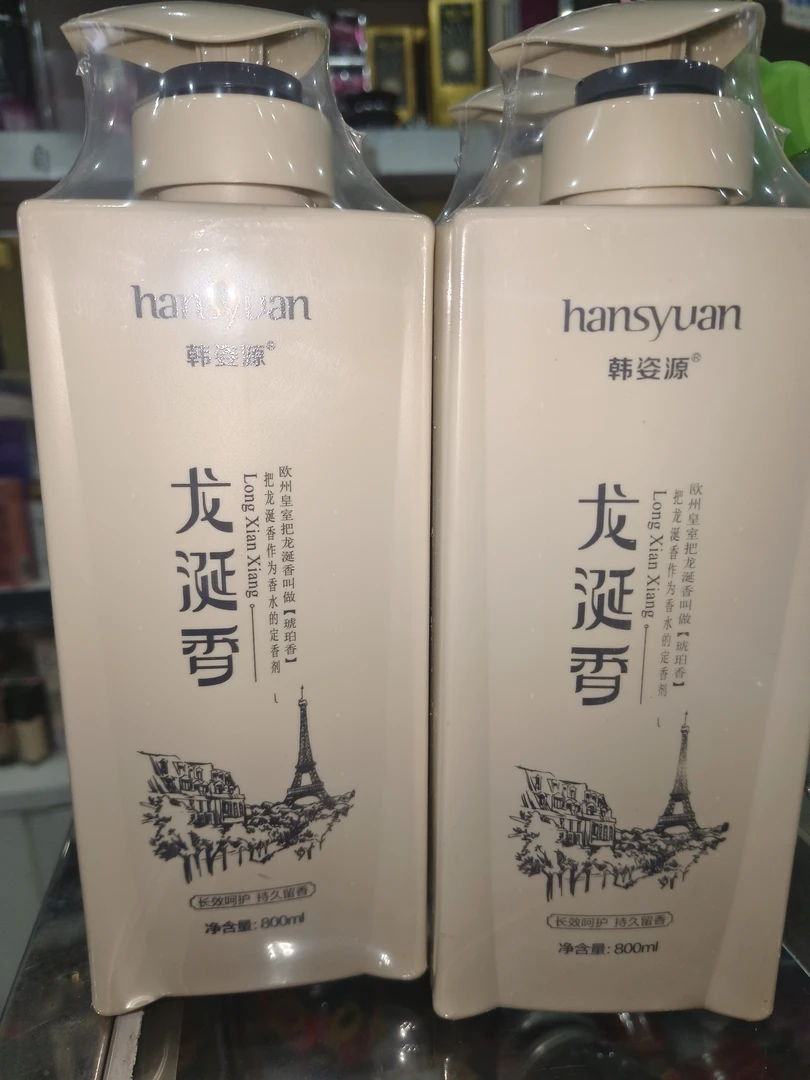 hansyuan
韩姿源®
龙涎香
Long Xian Xiang
欧州皇室把龙涎香叫做【琥珀香】
把龙涎香作为香水的定香剂
长效呵护 持久留香
净含量: 800ml
hansyuan
韩姿源®
龙涎香
Long Xian Xiang
欧州皇室把龙涎香叫做【琥珀香】
把龙涎香作为香水的定香剂
长效呵护 持久留香
净含量: 800ml